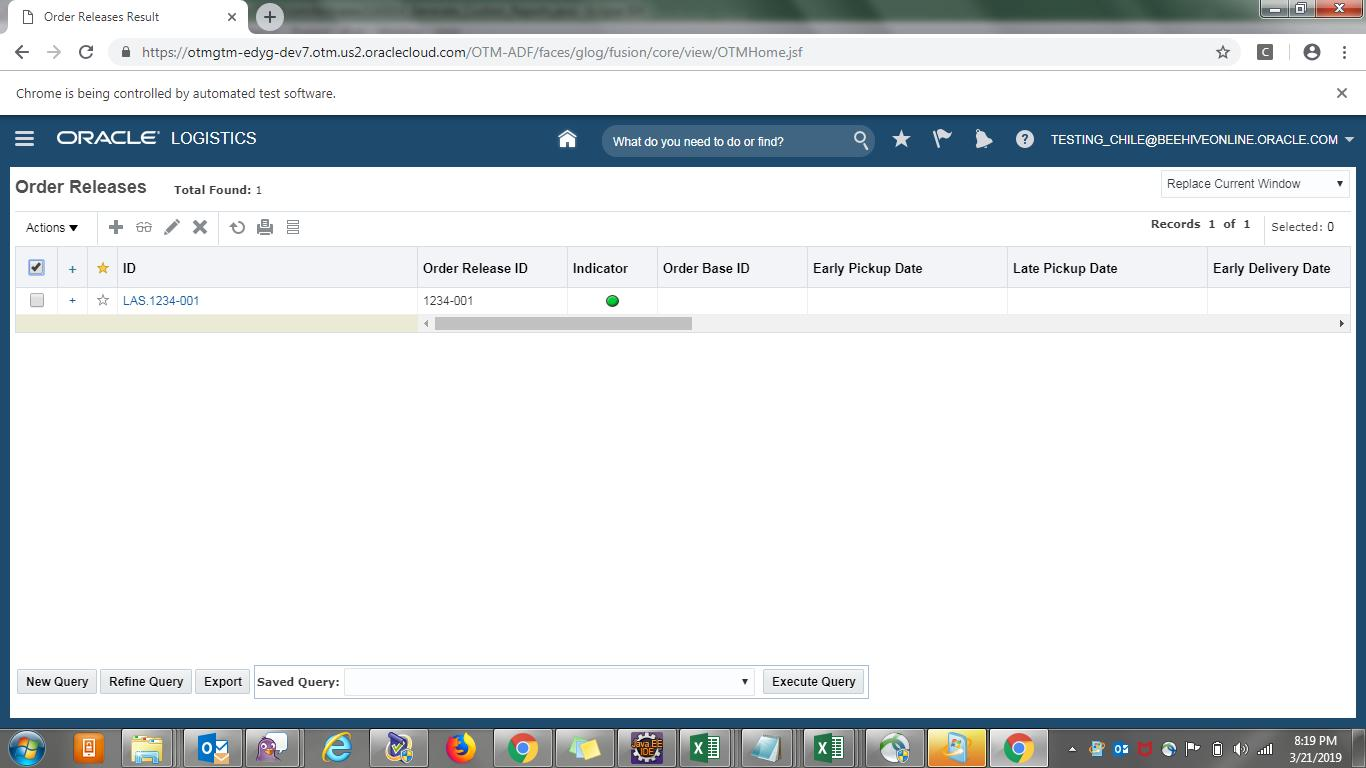 Order Releases Result
https://otmgtm-edyg-dev7.otm.us2.oraclecloud.com/OTM-ADF/faces/glog/fusion/core/view/OTMHome.jsf
C
Chrome is being controlled by automated test software.
ORACLE LOGISTICS
What do you need to do or find?
TESTING_CHILE@BEEHIVEONLINE.ORACLE.COM
Order Releases Total Found: 1
Replace Current Window
Actions
Records 1 of 1
Selected: 0
ID Order Release ID Indicator Order Base ID Early Pickup Date Late Pickup Date Early Delivery Date
LAS.1234-001 1234-001
New Query Refine Query Export Saved Query: Execute Query
Java EE
IDE
8:19 PM
3/21/2019